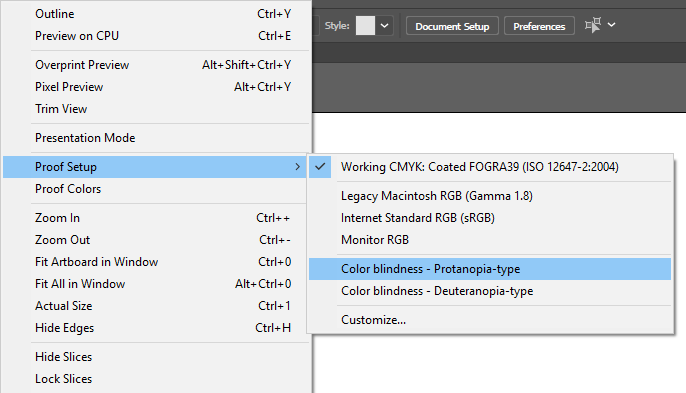 Outline Ctrl+Y
Preview on CPU Ctrl+E
Overprint Preview Alt+Shift+Ctrl+Y
Pixel Preview Alt+Ctrl+Y
Trim View
Presentation Mode
Proof Setup
Proof Colors
Zoom In Ctrl++
Zoom Out Ctrl+-
Fit Artboard in Window Ctrl+0
Fit All in Window Alt+Ctrl+0
Actual Size Ctrl+1
Hide Edges Ctrl+H
Hide Slices
Lock Slices
Style:
Document Setup
Preferences
Working CMYK: Coated FOGRA39 (ISO 12647-2:2004)
Legacy Macintosh RGB (Gamma 1.8)
Internet Standard RGB (sRGB)
Monitor RGB
Color blindness - Protanopia-type
Color blindness - Deuteranopia-type
Customize...